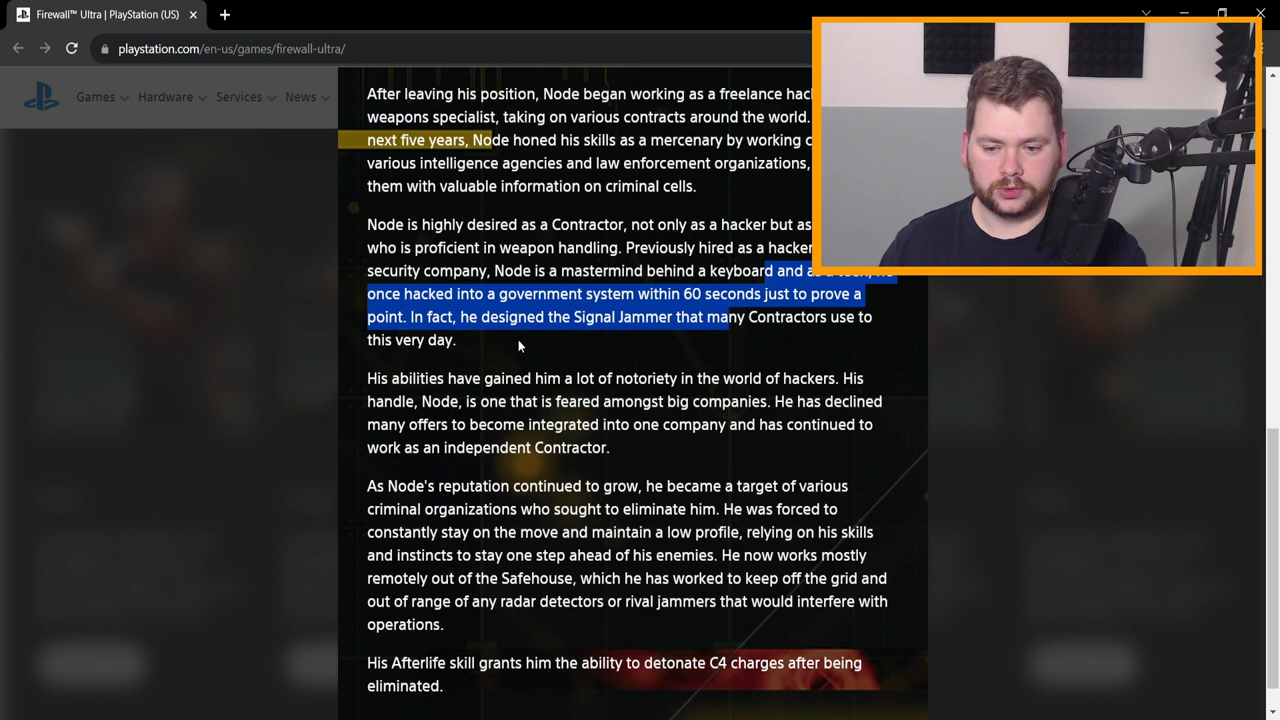 Firewall™ Ultra | PlayStation (US)
playstation.com/en-us/games/firewall-ultra/
Games Hardware Services News
After leaving his position, Node began working as a freelance
weapons specialist, taking on various contracts around the world.
next five years, Node honed his skills as a mercenary by working
various intelligence agencies and law enforcement organizations,
them with valuable information on criminal cells.
Node is highly desired as a Contractor, not only as a hacker but
who is proficient in weapon handling. Previously hired as a hacker
security company, Node is a mastermind behind a keyboard and
once hacked into a government system within 60 seconds just to prove a
point. In fact, he designed the Signal Jammer that many Contractors use to
this very day.
His abilities have gained him a lot of notoriety in the world of hackers. His
handle, Node, is one that is feared amongst big companies. He has declined
many offers to become integrated into one company and has continued to
work as an independent Contractor.
As Node's reputation continued to grow, he became a target of various
criminal organizations who sought to eliminate him. He was forced to
constantly stay on the move and maintain a low profile, relying on his skills
and instincts to stay one step ahead of his enemies. He now works mostly
remotely out of the Safehouse, which he has worked to keep off the grid and
out of range of any radar detectors or rival jammers that would interfere with
operations.
His Afterlife skill grants him the ability to detonate C4 charges after being
eliminated.